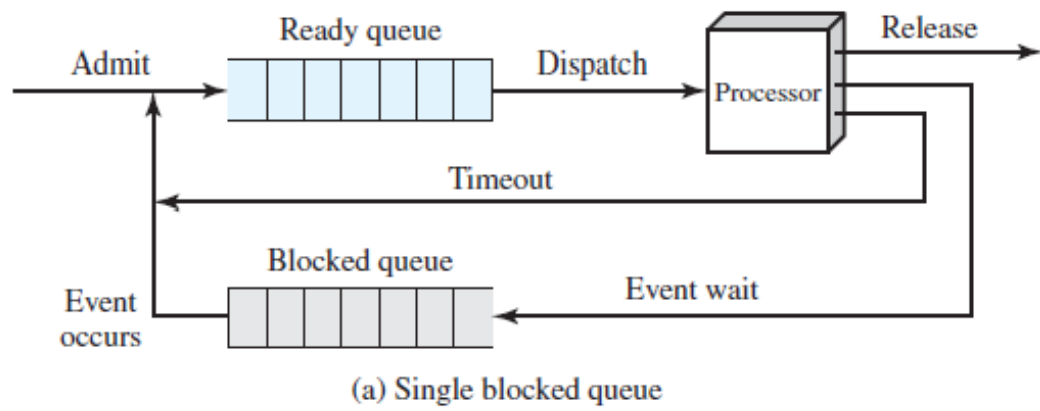 Release
Ready queue
Admit
Dispatch
Processor
Timeout
Blocked queue
Event wait
Event
occurs
(a) Single blocked queue